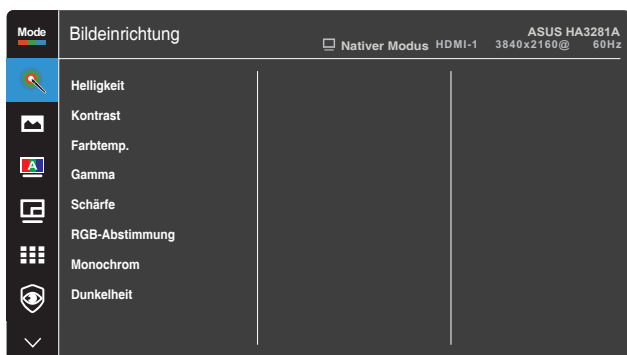 Mode
Bildeinrichtung
ASUS HA3281A
Nativer Modus HDMI-1 3840x2160@ 60Hz
Helligkeit
Kontrast
Farbtemp.
A
Gamma
Schärfe
RGB-Abstimmung
Monochrom
Dunkelheit